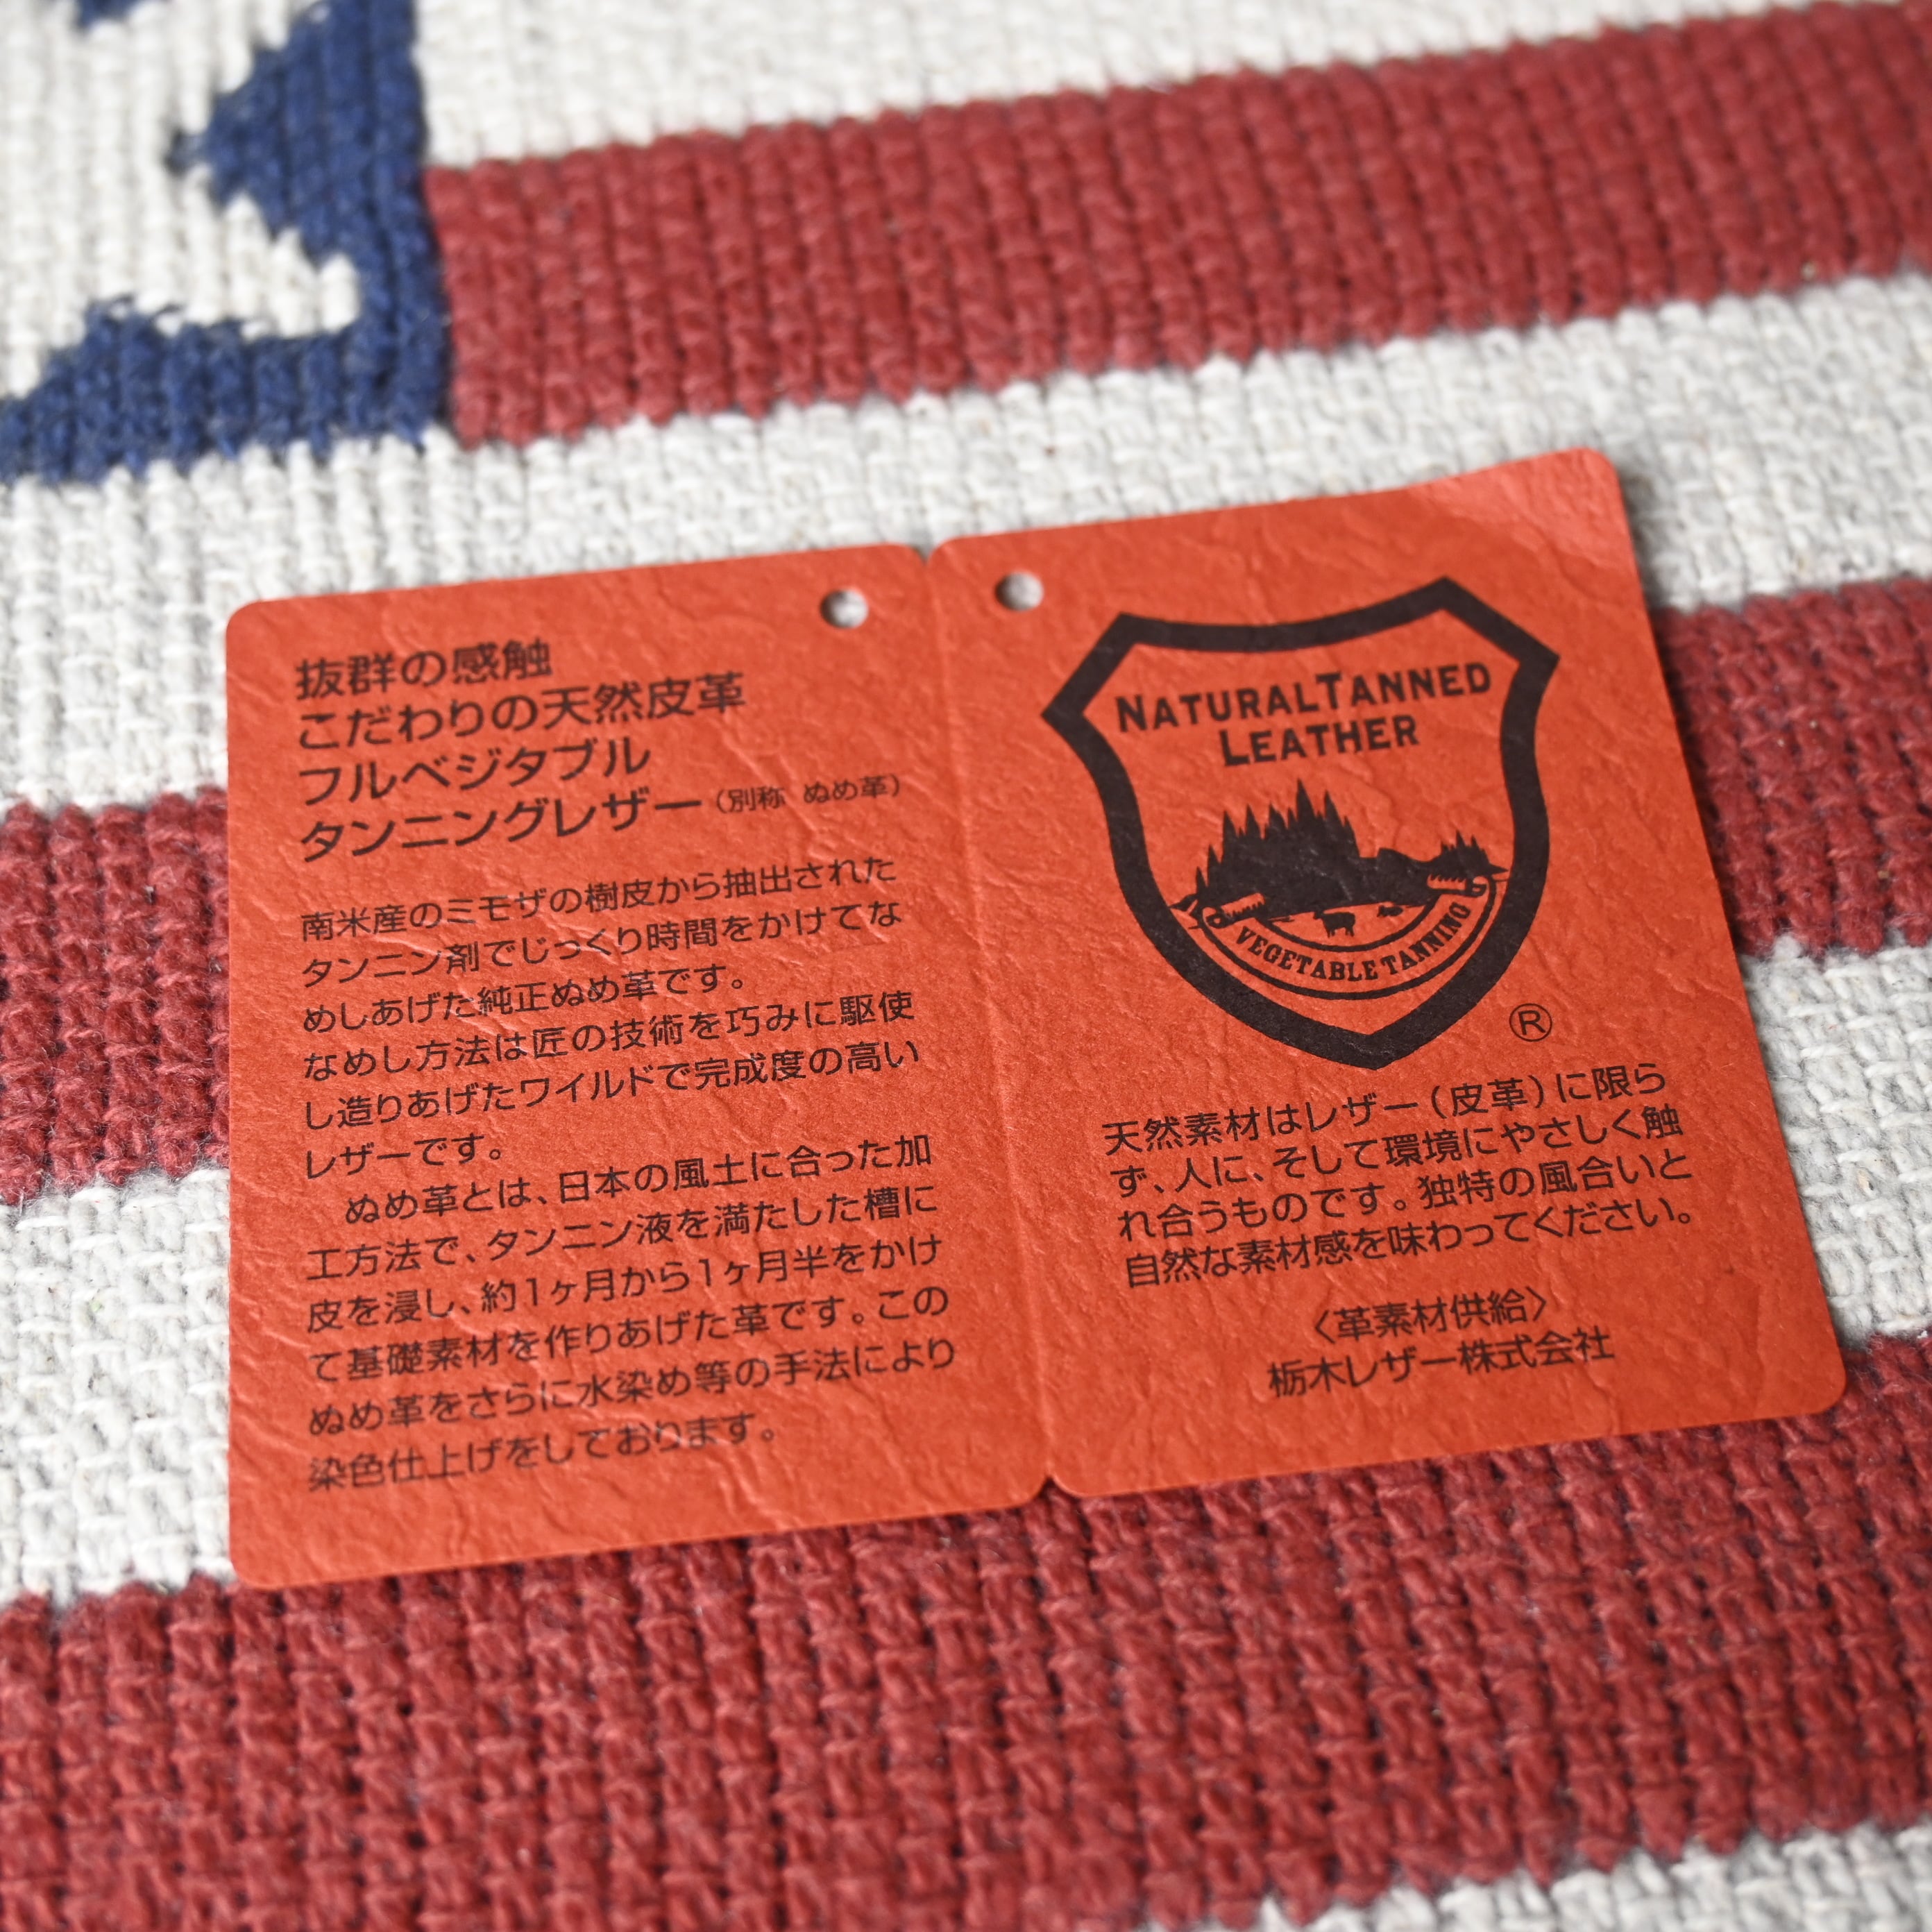 抜群の感触
こだわりの天然皮革
フルベジタブル
タンニングレザー（別称 ぬめ革）
南米産のミモザの樹皮から抽出された
タンニン剤でじっくり時間をかけてな
めしあげた純正ぬめ革です。
なめし方法は匠の技術を巧みに駆使
し造りあげたワイルドで完成度の高い
レザーです。
ぬめ革とは、日本の風土に合った加
工方法で、タンニン液を満たした槽に
皮を浸し、約1ヶ月から1ヶ月半をかけ
て基礎素材を作りあげた革です。この
ぬめ革をさらに水染め等の手法により
染色仕上げをしております。
NATURAL TANNED
LEATHER
VEGETABLE TANNING
®
天然素材はレザー（皮革）に限ら
ず、人に、そして環境にやさしく触
れ合うものです。独特の風合いと
自然な素材感を味わってください。
〈革素材供給〉
栃木レザー株式会社